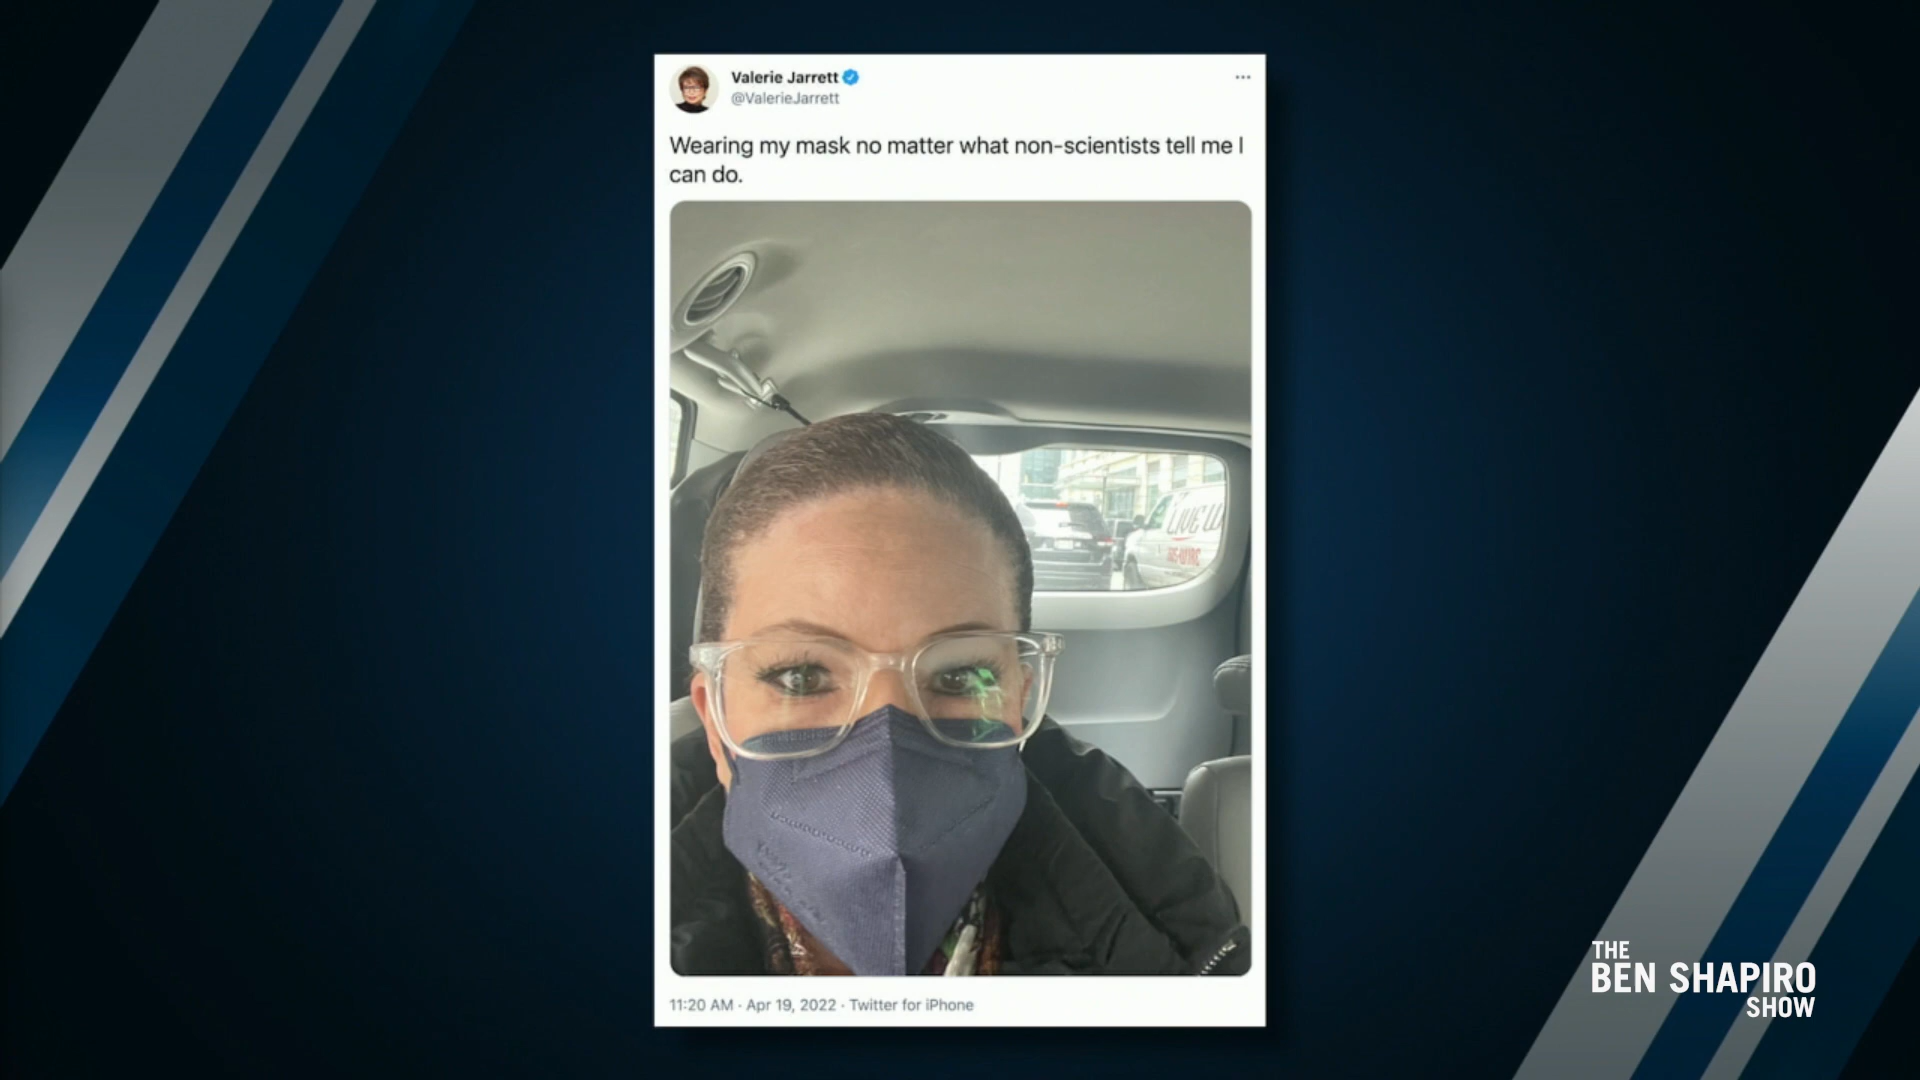 Valerie Jarrett
@ValerieJarrett
Wearing my mask no matter what non-scientists tell me I
can do.
LIVE W
11:20 AM · Apr 19, 2022 · Twitter for iPhone
THE
BEN SHAPIRO
SHOW